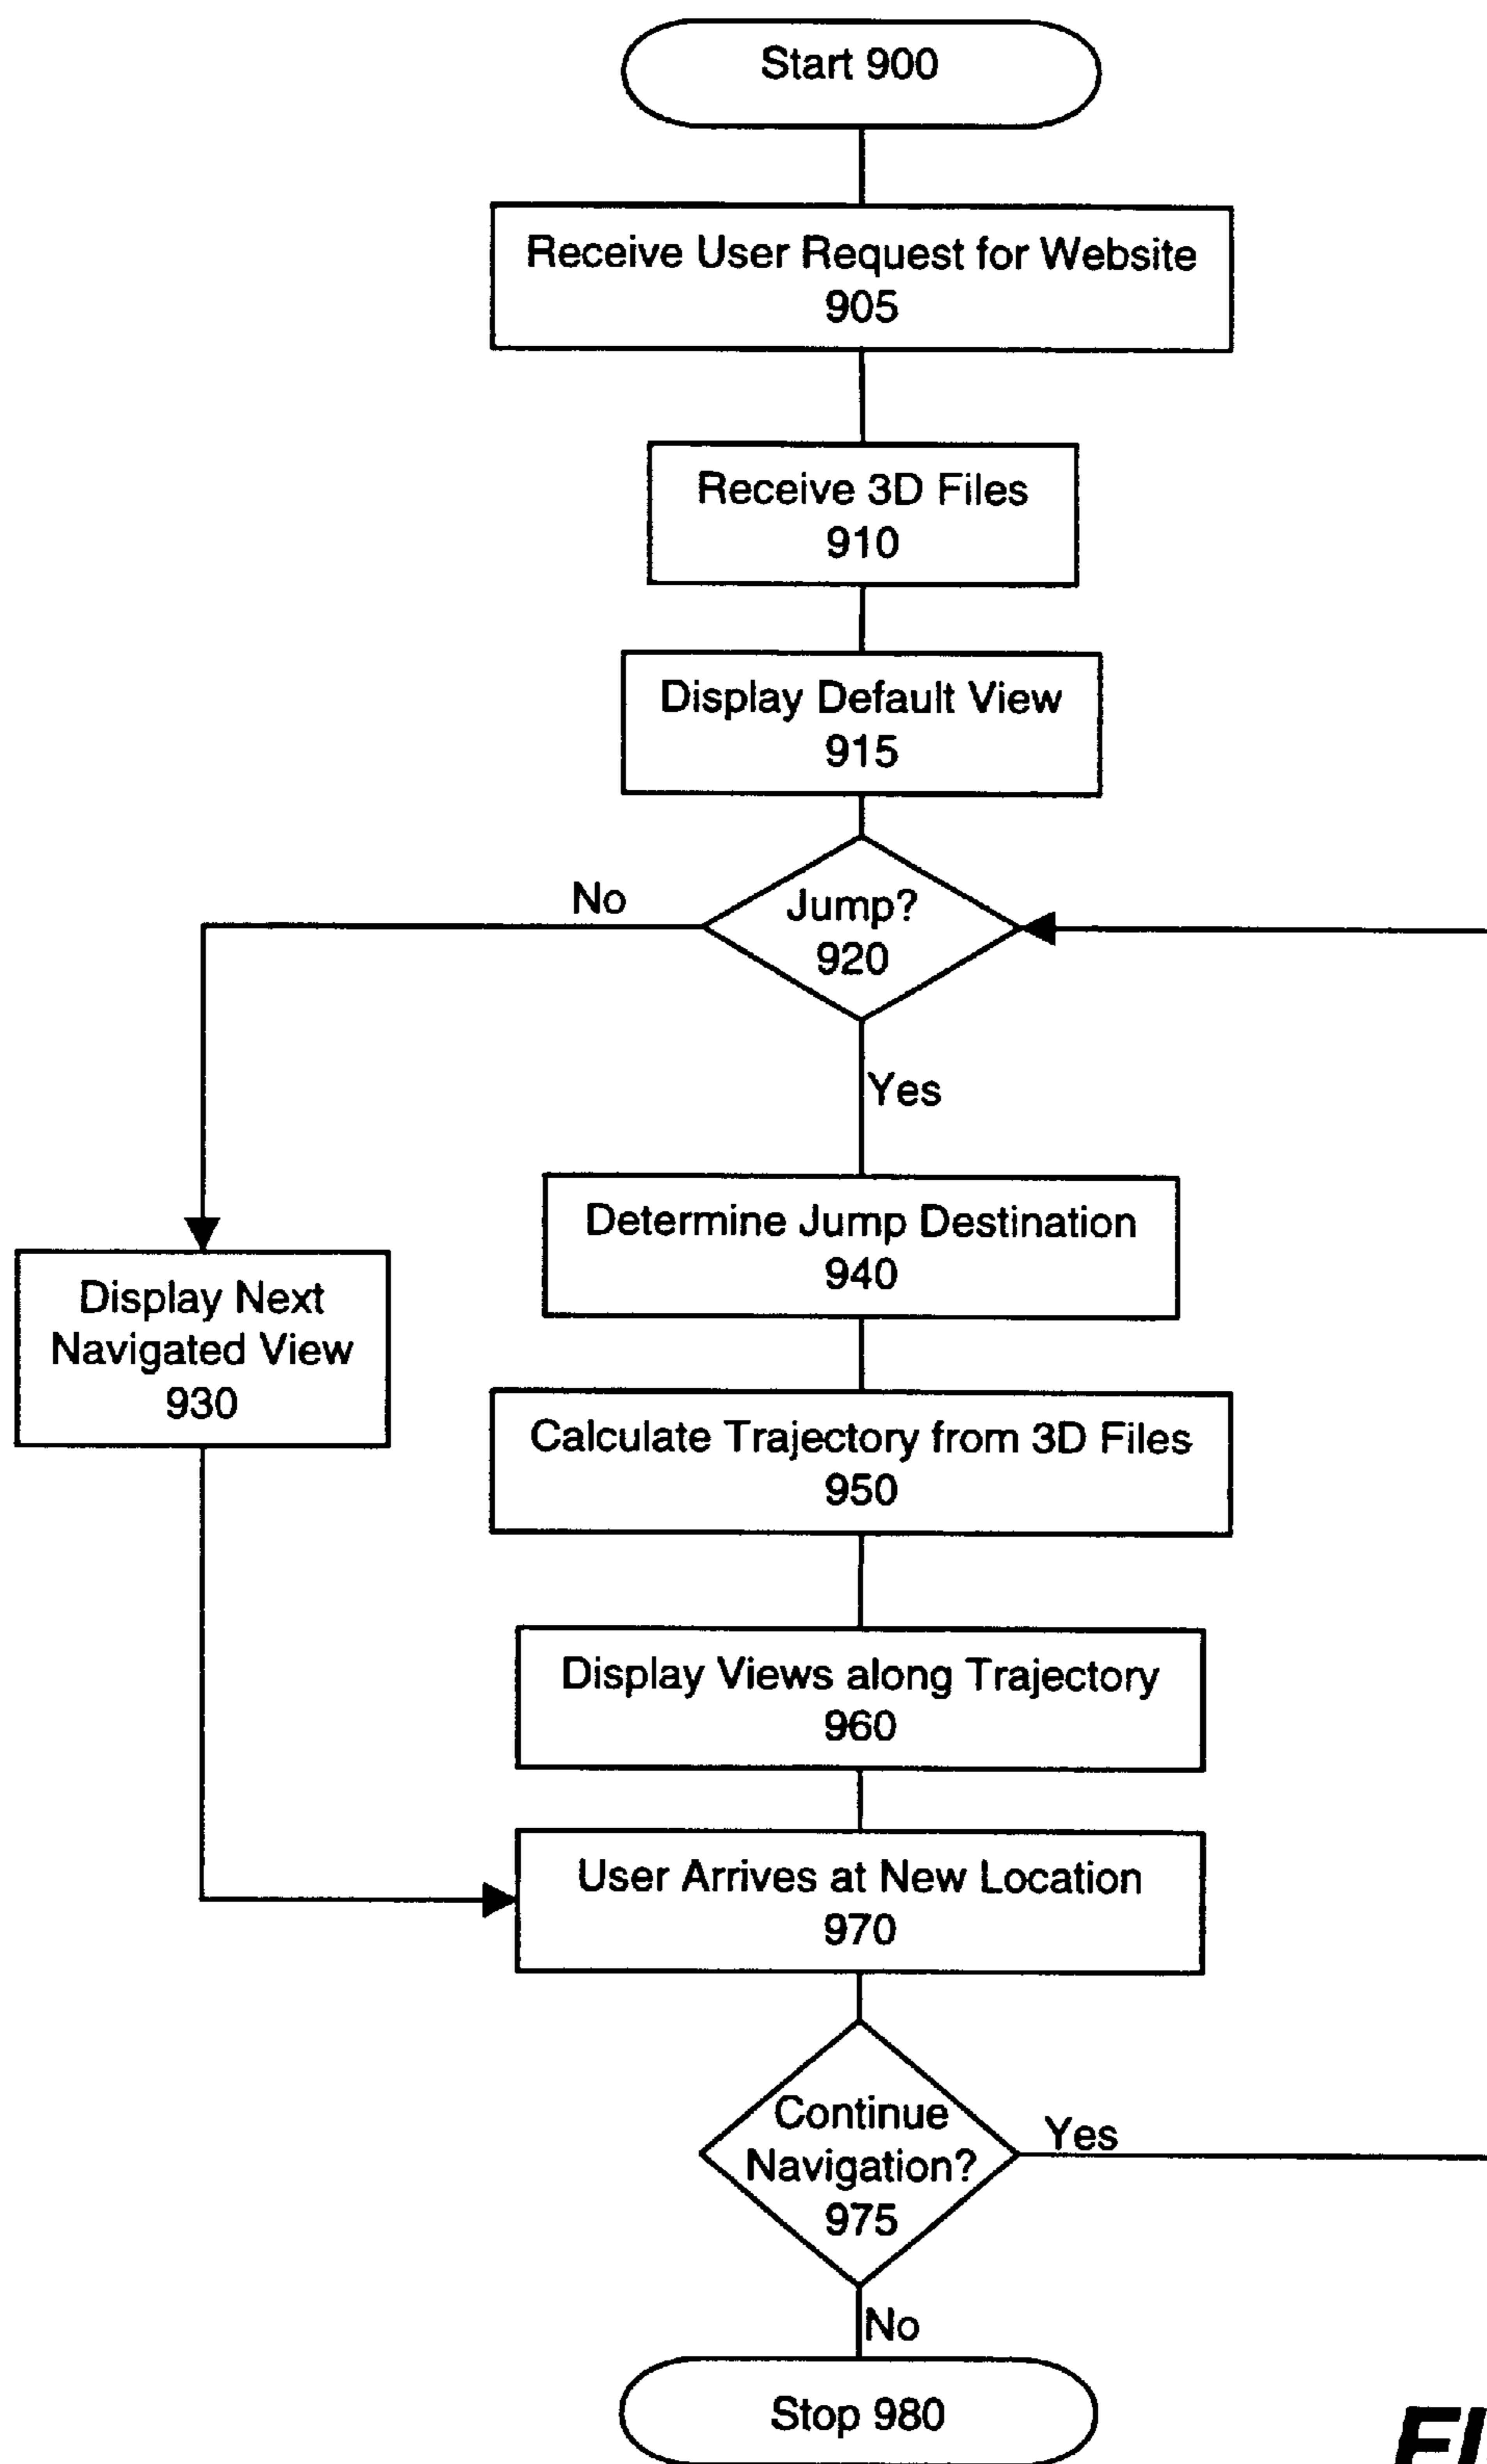 Start 900
Receive User Request for Website
905
Receive 3D Files
910
Display Default View
915
No
Jump?
920
Yes
Determine Jump Destination
940
Display Next
Navigated View
930
Calculate Trajectory from 3D Files
950
Display Views along Trajectory
960
User Arrives at New Location
970
Continue
Navigation?
975
Yes
No
Stop 980